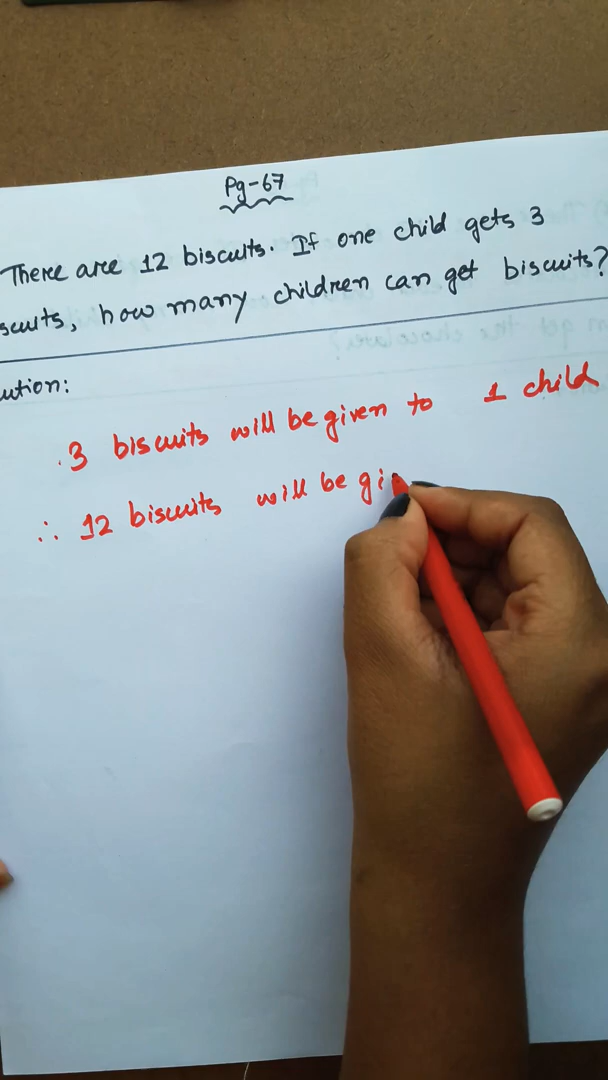 Pg-67
There are 12 biscuits. If one child gets 3
scuits, how many children can get biscuits?
ution:
3 biscuits will be given to 1 child
∴ 12 biscuits will be gi